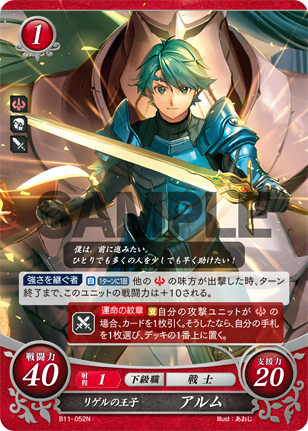 1
SAMPLE
僕は、前に進みたい。
ひとりでも多くの人を少しでも早く助けたい！
強さを継ぐ者 自 1ターンに1回 他の の味方が出撃した時、ターン
終了まで、このユニットの戦闘力は＋10される。
運命の紋章 支 自分の攻撃ユニットが の
場合、カードを1枚引く。そうしたなら、自分の手札
を1枚選び、デッキの1番上に置く。
戦闘力
40
射程 1 下級職 戦士
支援力
20
リゲルの王子 アルム
B11-052N
Illust：あおじ